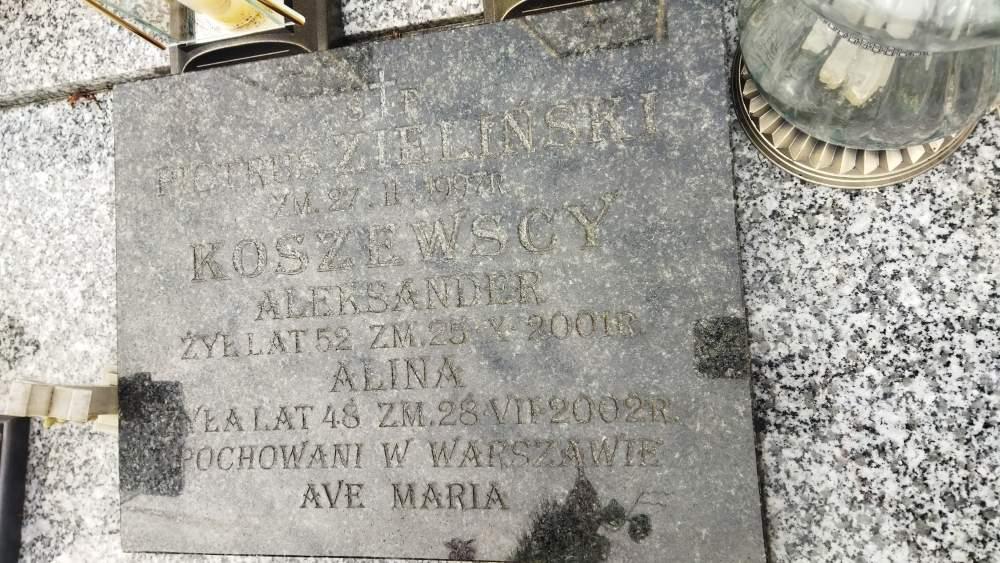 Ś † P
PIOTRUŚ ZIELIŃSKI
ZM. 27. II. 1997R.
KOSZEWSCY
ALEKSANDER
ŻYŁ LAT 52 ZM. 25·X·2001R.
ALINA
ŻYŁA LAT 48 ZM. 28·VII·2002R.
POCHOWANI W WARSZAWIE
AVE MARIA